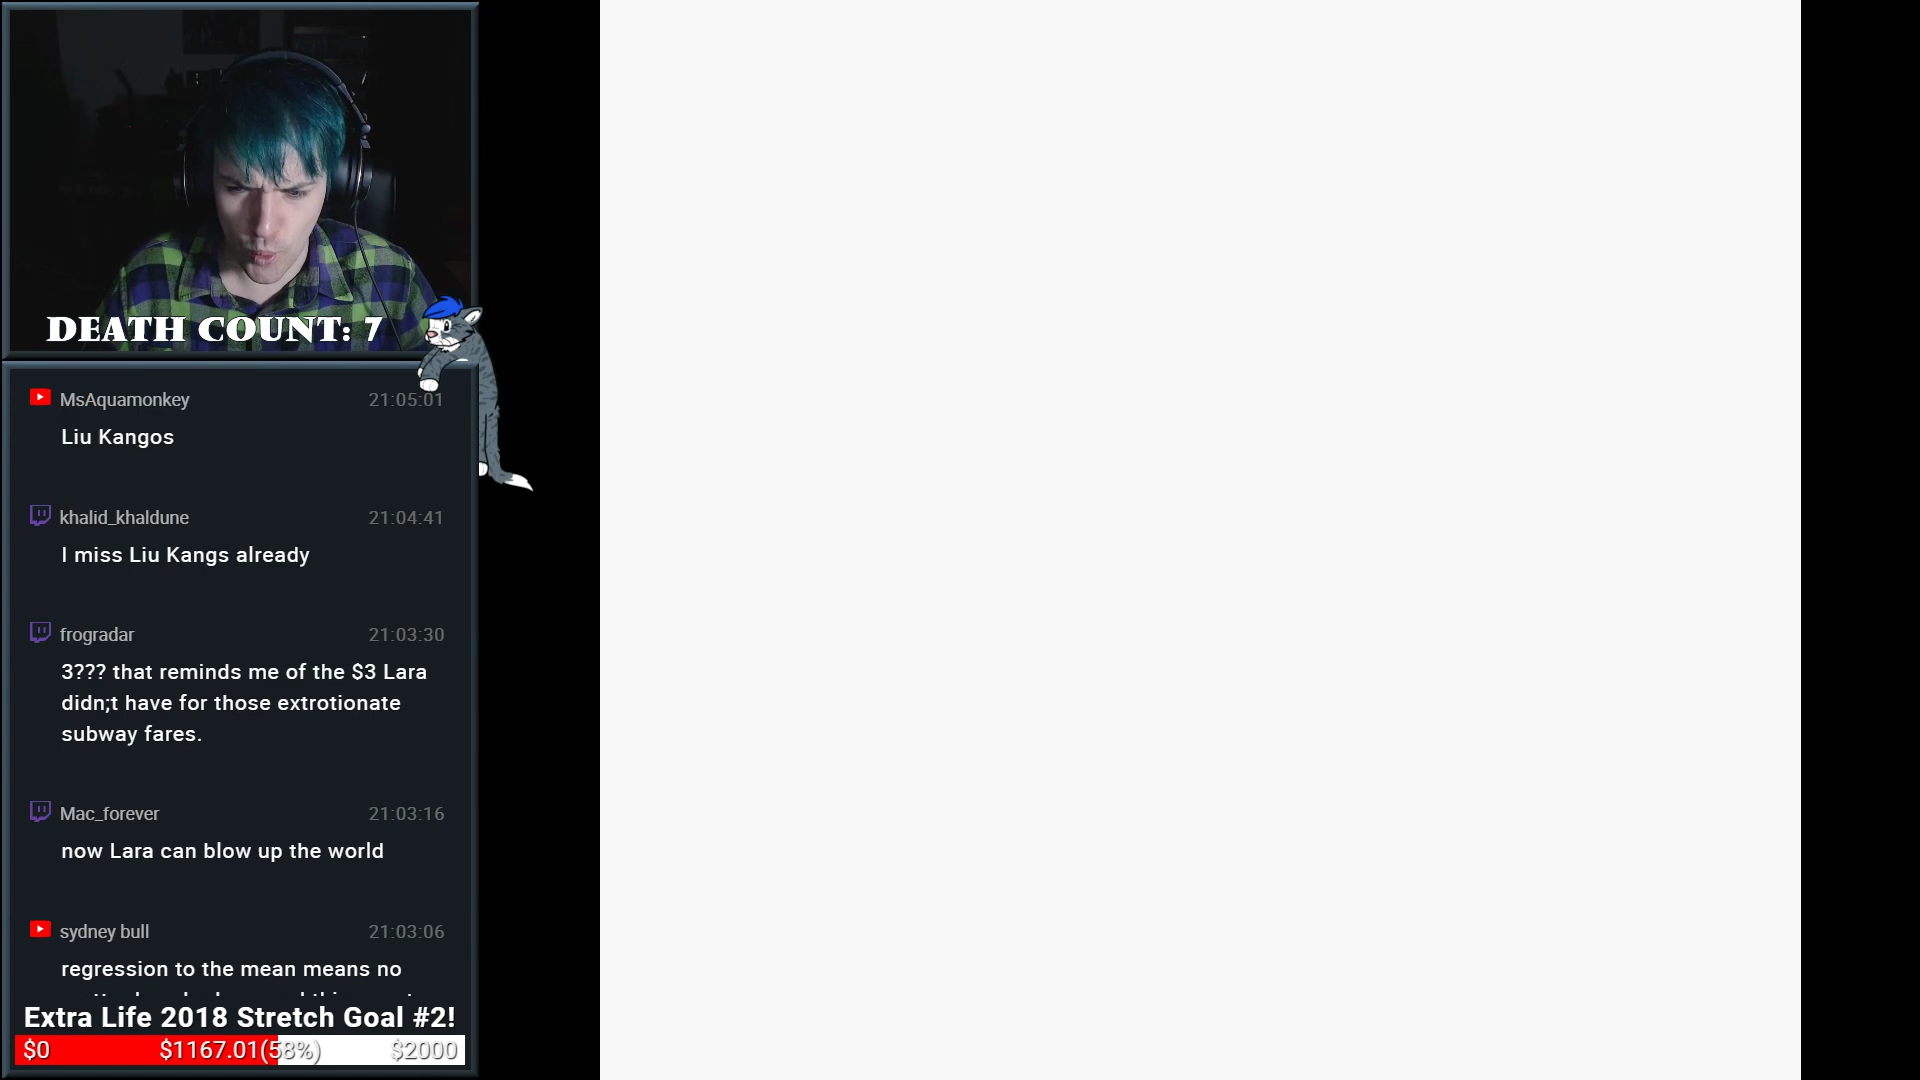 DEATH COUNT: 7
MsAquamonkey 21:05:01
Liu Kangos
khalid_khaldune 21:04:41
I miss Liu Kangs already
frogradar 21:03:30
3??? that reminds me of the $3 Lara
didn;t have for those extrotionate
subway fares.
Mac_forever 21:03:16
now Lara can blow up the world
sydney bull 21:03:06
regression to the mean means no
Extra Life 2018 Stretch Goal #2!
$0 $1167.01(58%) $2000